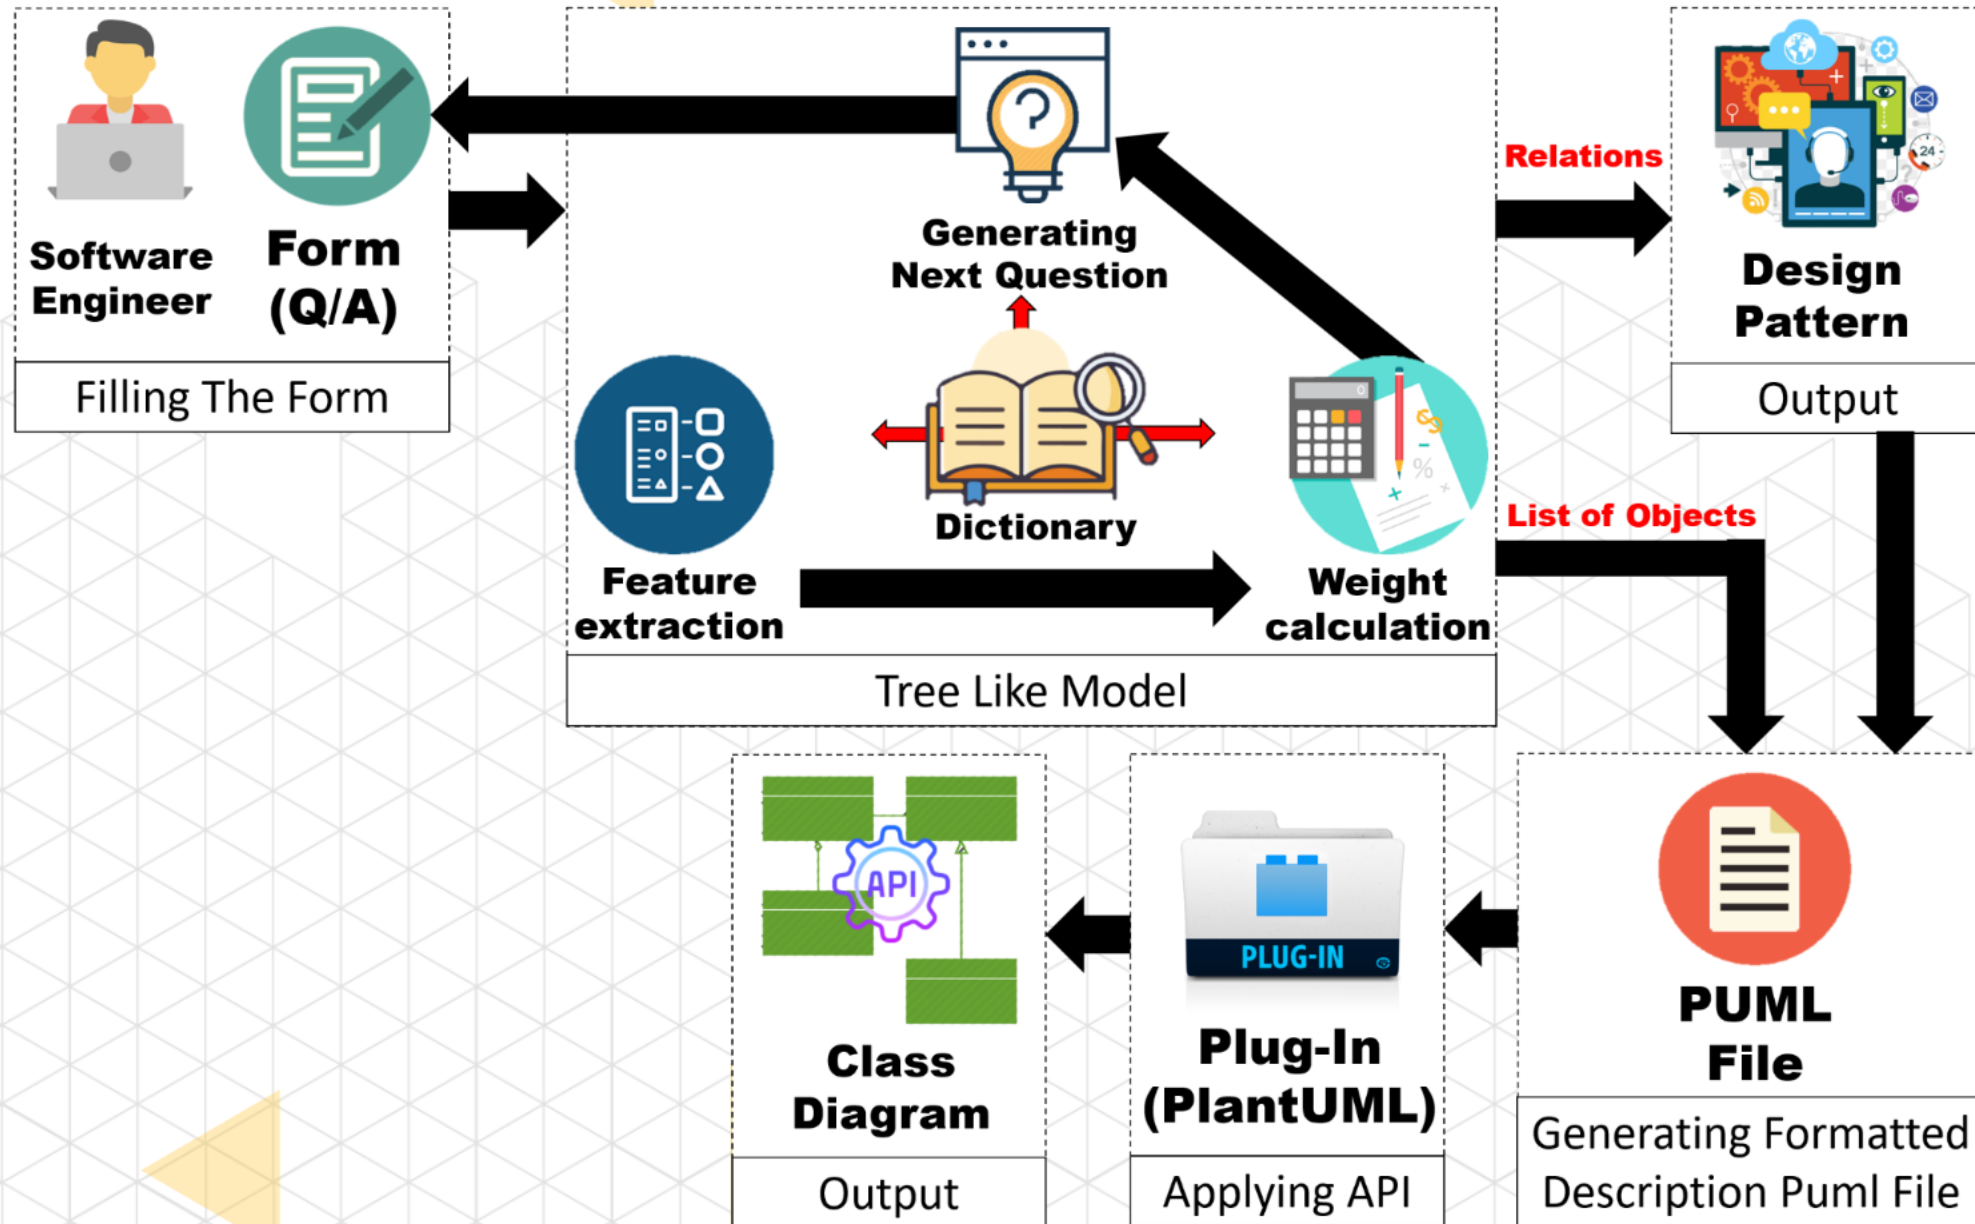 Software
Engineer
Form
(Q/A)
Filling The Form
Generating
Next Question
Dictionary
Feature
extraction
Weight
calculation
Tree Like Model
Relations
24
Design
Pattern
Output
List of Objects
PUML
File
Generating Formatted
Description Puml File
PLUG-IN
Plug-In
(PlantUML)
Applying API
API
Class
Diagram
Output